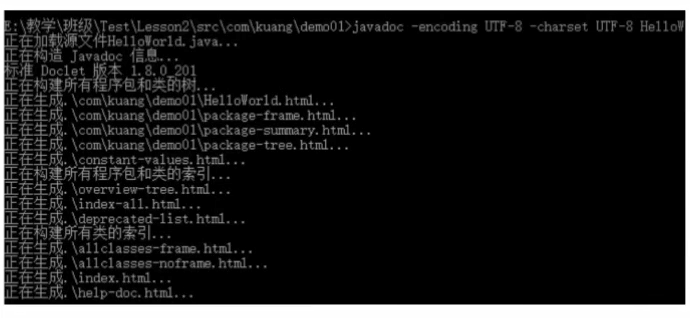 E:\教学\班级\Test\Lesson2\src\com\kuang\demo01>javadoc -encoding UTF-8 -charset UTF-8 HelloW
正在加载源文件HelloWorld.java...
正在构造 Javadoc 信息...
标准 Doclet 版本 1.8.0_201
正在构建所有程序包和类的树...
正在生成.\com\kuang\demo01\HelloWorld.html...
正在生成.\com\kuang\demo01\package-frame.html...
正在生成.\com\kuang\demo01\package-summary.html...
正在生成.\com\kuang\demo01\package-tree.html...
正在生成.\constant-values.html...
正在构建所有程序包和类的索引...
正在生成.\overview-tree.html...
正在生成.\index-all.html...
正在生成.\deprecated-list.html...
正在构建所有类的索引...
正在生成.\allclasses-frame.html...
正在生成.\allclasses-noframe.html...
正在生成.\index.html...
正在生成.\help-doc.html...